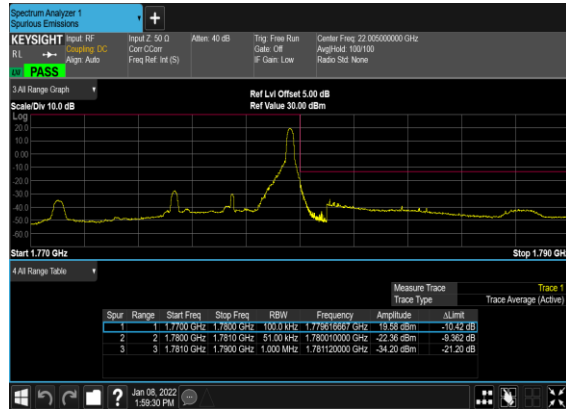 Spectrum Analyzer 1
Spurious Emissions
+
KEYSIGHT Input: RF Input Z: 50 Ω Atten: 40 dB Trig: Free Run Center Freq: 22.005000000 GHz
RL Coupling: DC Corr CCorr Gate: Off Avg|Hold: 100/100
Align: Auto Freq Ref: Int (S) IF Gain: Low Radio Std: None
PASS
3 All Range Graph
Ref Lvl Offset 5.00 dB
Scale/Div 10.0 dB Ref Value 30.00 dBm
Log
20.0
10.0
0.00
-10.0
-20.0
-30.0
-40.0
-50.0
-60.0
Start 1.770 GHz Stop 1.790 GH
4 All Range Table
Measure Trace Trace 1
Trace Type Trace Average (Active)
Spur Range Start Freq Stop Freq RBW Frequency Amplitude ΔLimit
1 1 1.7700 GHz 1.7800 GHz 100.0 kHz 1.779616667 GHz 19.58 dBm -10.42 dB
2 2 1.7800 GHz 1.7810 GHz 51.00 kHz 1.780010000 GHz -22.36 dBm -9.362 dB
3 3 1.7810 GHz 1.7900 GHz 1.000 MHz 1.781120000 GHz -34.20 dBm -21.20 dB
? Jan 08, 2022
1:59:30 PM